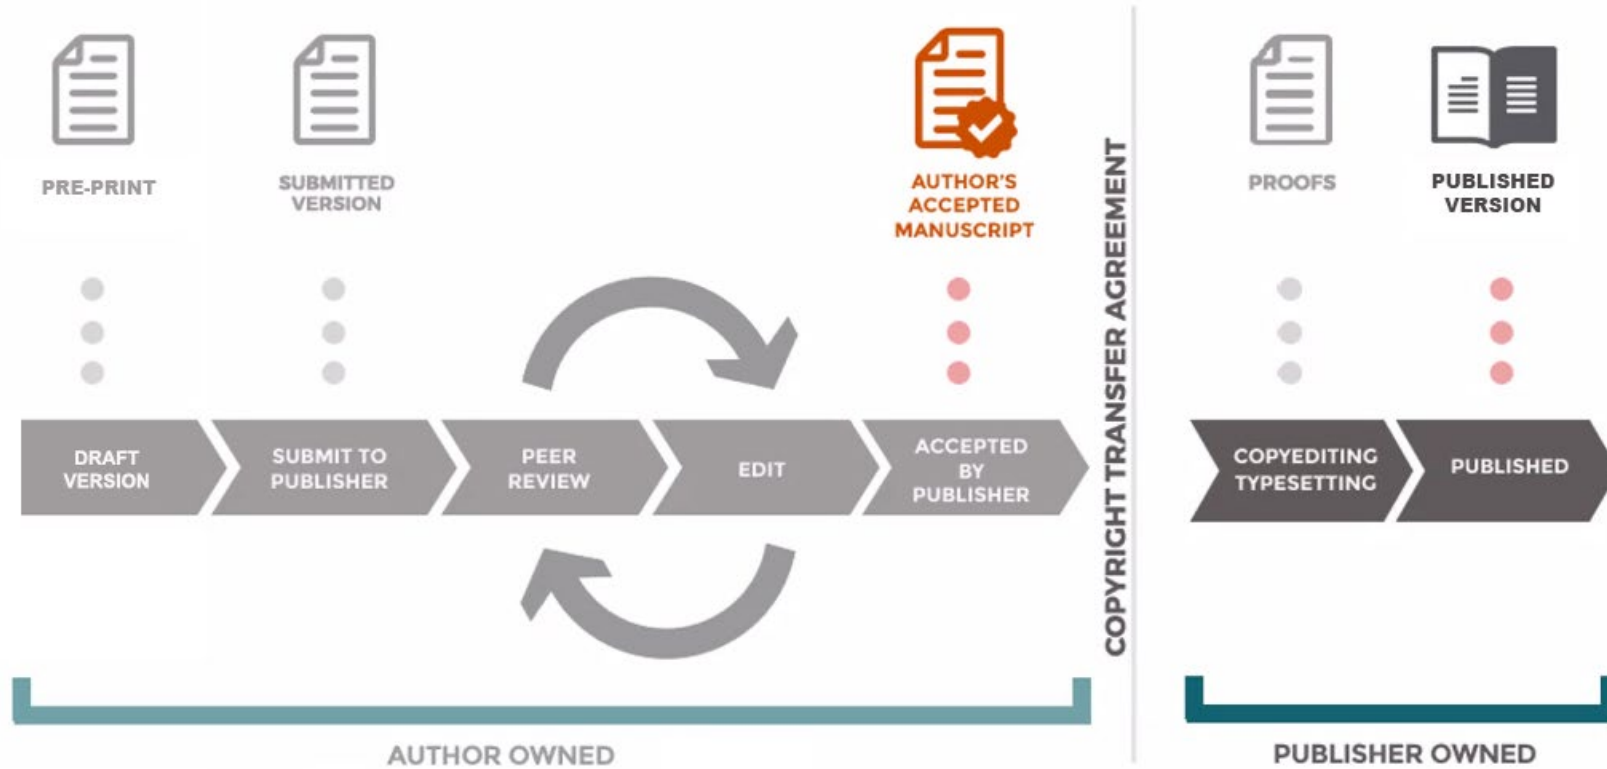 PRE-PRINT
SUBMITTED
VERSION
AUTHOR'S
ACCEPTED
MANUSCRIPT
COPYRIGHT TRANSFER AGREEMENT
PROOFS
PUBLISHED
VERSION
DRAFT
VERSION
SUBMIT TO
PUBLISHER
PEER
REVIEW
EDIT
ACCEPTED
BY
PUBLISHER
COPYEDITING
TYPESETTING
PUBLISHED
AUTHOR OWNED
PUBLISHER OWNED